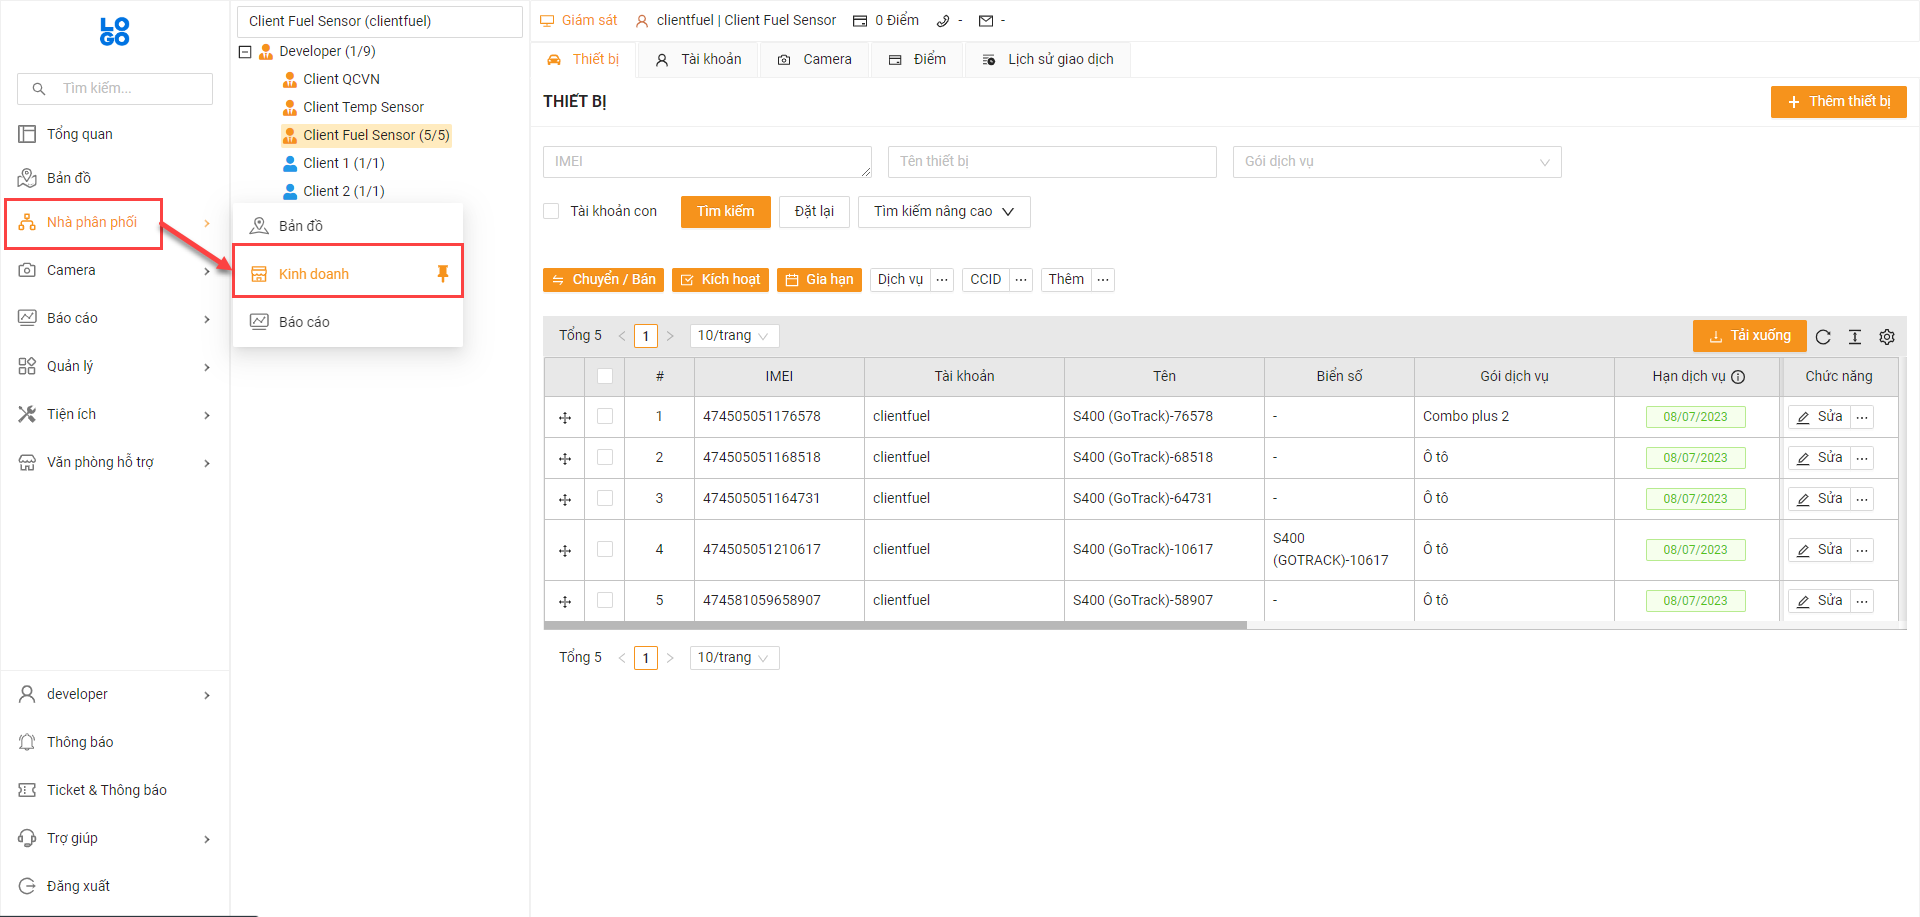 LO
GO
Tìm kiếm...
Tổng quan
Bản đồ
Nhà phân phối
Camera
Báo cáo
Quản lý
Tiện ích
Văn phòng hỗ trợ
developer
Thông báo
Ticket & Thông báo
Trợ giúp
Đăng xuất
Client Fuel Sensor (clientfuel)
Developer (1/9)
Client QCVN
Client Temp Sensor
Client Fuel Sensor (5/5)
Client 1 (1/1)
Client 2 (1/1)
Bản đồ
Kinh doanh
Báo cáo
Giám sát clientfuel | Client Fuel Sensor 0 Điểm - -
Thiết bị Tài khoản Camera Điểm Lịch sử giao dịch
THIẾT BỊ
+ Thêm thiết bị
IMEI Tên thiết bị Gói dịch vụ
Tài khoản con Tìm kiếm Đặt lại Tìm kiếm nâng cao
Chuyển / Bán Kích hoạt Gia hạn Dịch vụ ··· CCID ··· Thêm ···
Tổng 5 < 1 > 10/trang Tải xuống
# IMEI Tài khoản Tên Biển số Gói dịch vụ Hạn dịch vụ Chức năng
1 474505051176578 clientfuel S400 (GoTrack)-76578 - Combo plus 2 08/07/2023 Sửa ···
2 474505051168518 clientfuel S400 (GoTrack)-68518 - Ô tô 08/07/2023 Sửa ···
3 474505051164731 clientfuel S400 (GoTrack)-64731 - Ô tô 08/07/2023 Sửa ···
4 474505051210617 clientfuel S400 (GoTrack)-10617 S400 (GOTRACK)-10617 Ô tô 08/07/2023 Sửa ···
5 474581059658907 clientfuel S400 (GoTrack)-58907 - Ô tô 08/07/2023 Sửa ···
Tổng 5 < 1 > 10/trang